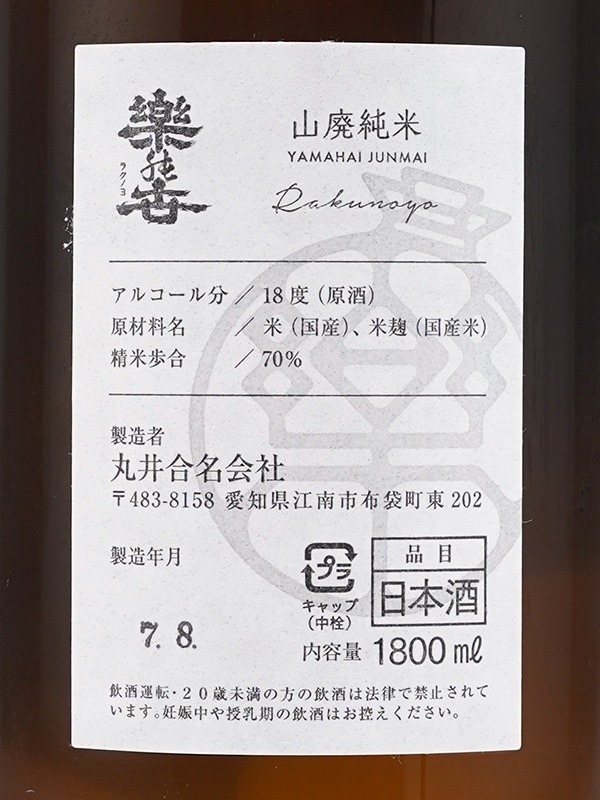 樂の世
ラクノヨ
山廃純米
YAMAHAI JUNMAI
Rakunoyo
アルコール分 ／ 18度（原酒）
原材料名 ／ 米（国産）、米麹（国産米）
精米歩合 ／ 70%
製造者
丸井合名会社
〒483-8158 愛知県江南市布袋町東202
製造年月
7. 8.
プラ
キャップ
（中栓）
品目
日本酒
内容量 1800㎖
飲酒運転・20歳未満の方の飲酒は法律で禁止されて
います。妊娠中や授乳期の飲酒はお控えください。